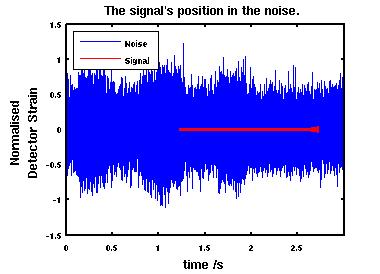 The signal's position in the noise.
1.5
1
0.5
0
-0.5
-1
-1.5
Noise
Signal
Normalised
Detector Strain
0 0.5 1 1.5 2 2.5
time /s